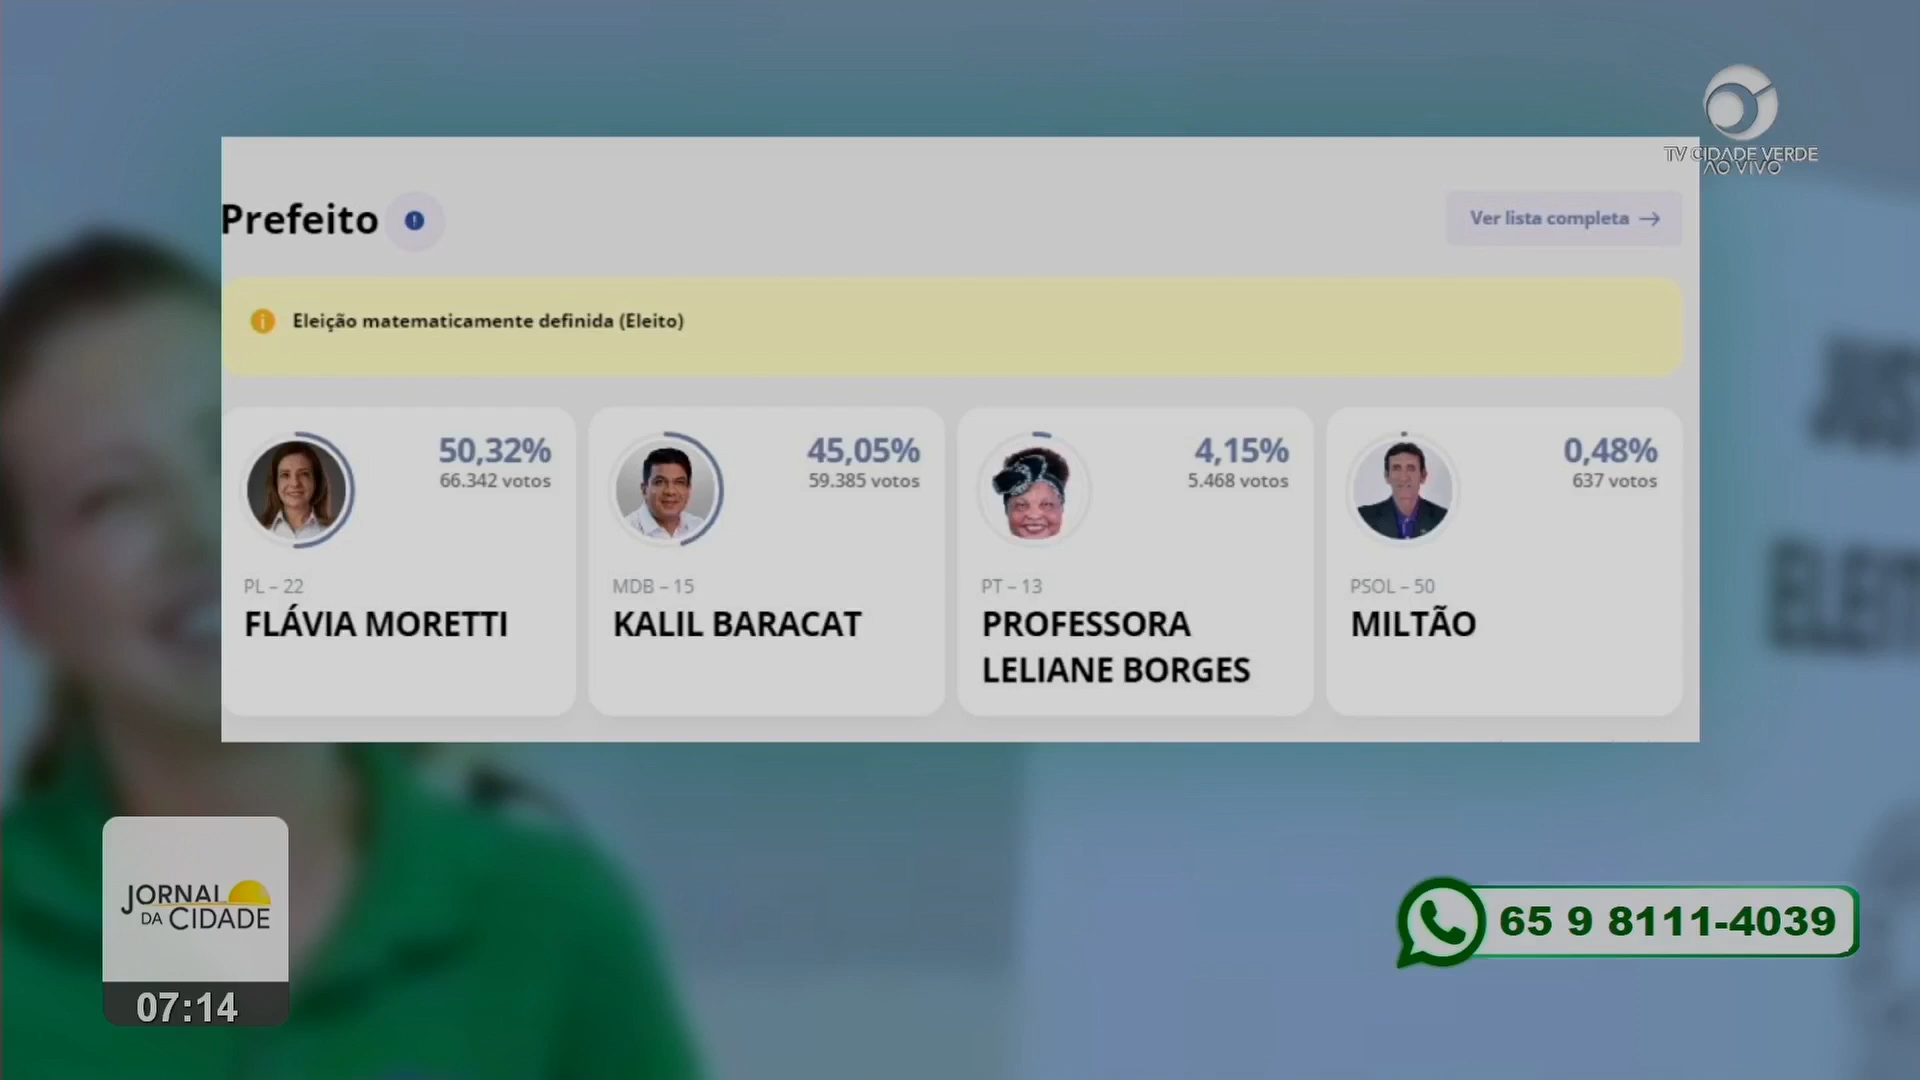 TV CIDADE VERDE
AO VIVO
Prefeito
Ver lista completa →
Eleição matematicamente definida (Eleito)
50,32%
66.342 votos
PL – 22
FLÁVIA MORETTI
45,05%
59.385 votos
MDB – 15
KALIL BARACAT
4,15%
5.468 votos
PT – 13
PROFESSORA
LELIANE BORGES
0,48%
637 votos
PSOL – 50
MILTÃO
JORNAL
DA CIDADE
07:14
65 9 8111-4039